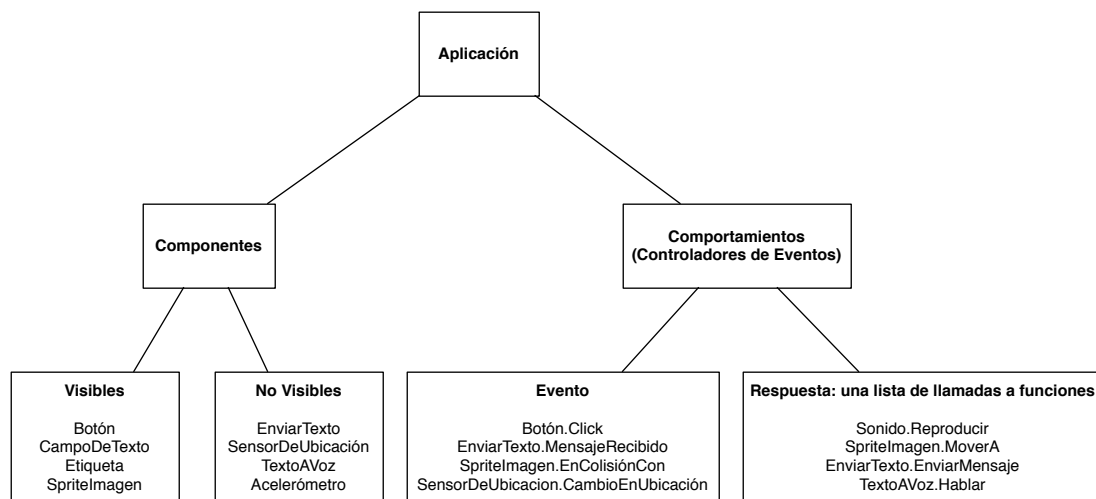 Aplicación
Componentes
Comportamientos
(Controladores de Eventos)
Visibles
Botón
CampoDeTexto
Etiqueta
SpriteImagen
No Visibles
EnviarTexto
SensorDeUbicación
TextoAVoz
Acelerómetro
Evento
Botón.Click
EnviarTexto.MensajeRecibido
SpriteImagen.EnColisiónCon
SensorDeUbicacion.CambioEnUbicación
Respuesta: una lista de llamadas a funciones
Sonido.Reproducir
SpriteImagen.MoverA
EnviarTexto.EnviarMensaje
TextoAVoz.Hablar